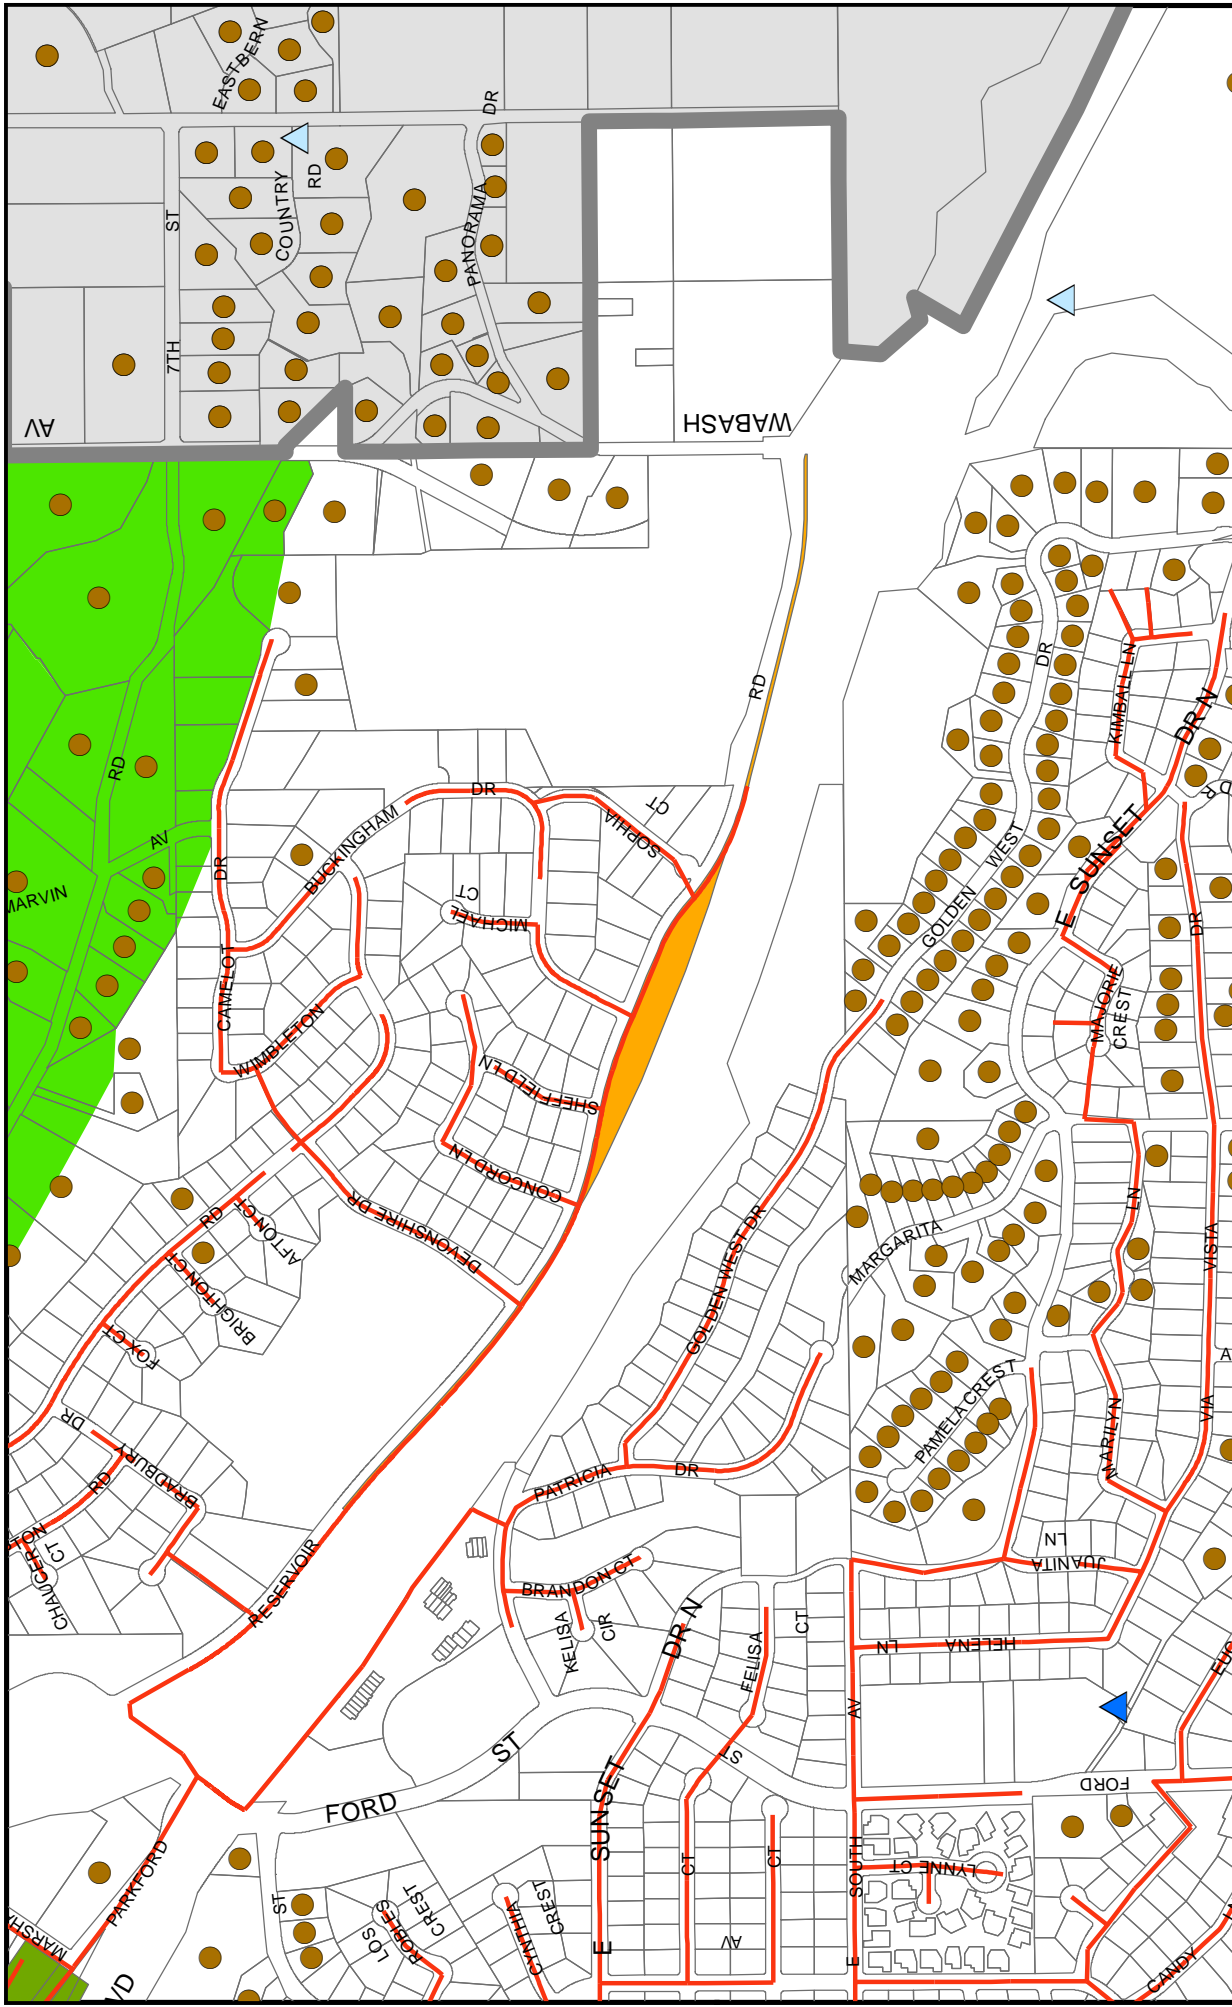 EASTBERN
DR
COUNTRY
RD
ST
PANORAMA
7TH
AV
WABASH
RD
DR
KIMBALL LN
DR N
RD
DR
CT
SOPHIA
BUCKINGHAM
AV
DR
MARVIN
CT
MICHAEL
WEST
GOLDEN
E SUNSET
DR
DR
CAMELOT
WIMBLETON
MAJORIE
CREST
SHEFFIELD LN
CONCORD LN
LN
RD
AFTON CT
DEVONSHIRE DR
MARGARITA
VISTA
BRIGHTON CT
GOLDEN WEST DR
FOX CT
A
DR
PAMELA CREST
VIA
MARILYN
BRADBURY
RD
PATRICIA
DR
TON
CHAUCER
CT
LN
JUANITA
RESERVOIR
BRANDON CT
KELISA
CIR
DR N
FELISA
CT
LN
HELENA
EUC
AV
ST
ST
FORD
FORD
SUNSET
E
PARKFORD
CT
CT
SOUTH
E
LYNNE CT
ST
LOS
ROBLES
CREST
CYNTHIA
CREST
AV
MARSH
VD
CANDY